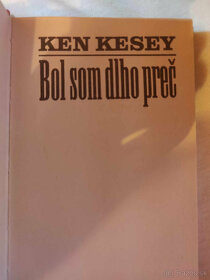 KEN KESEY
Bol som dlho preč